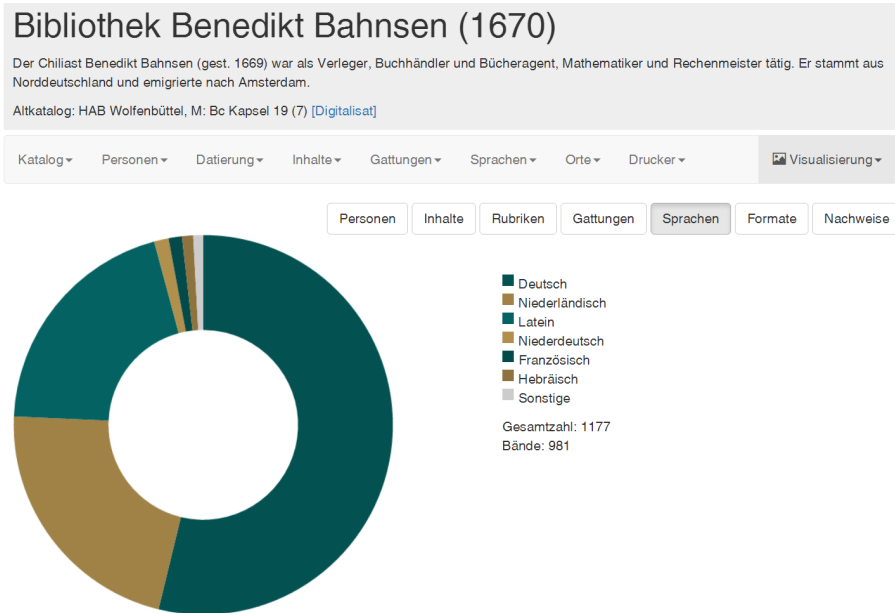 Bibliothek Benedikt Bahnsen (1670)
Der Chiliast Benedikt Bahnsen (gest. 1669) war als Verleger, Buchhändler und Bücheragent, Mathematiker und Rechenmeister tätig. Er stammt aus
Norddeutschland und emigrierte nach Amsterdam.
Altkatalog: HAB Wolfenbüttel, M: Bc Kapsel 19 (7) [Digitalisat]
Katalog Personen Datierung Inhalte Gattungen Sprachen Orte Drucker Visualisierung
Personen Inhalte Rubriken Gattungen Sprachen Formate Nachweise
Deutsch
Niederländisch
Latein
Niederdeutsch
Französisch
Hebräisch
Sonstige
Gesamtzahl: 1177
Bände: 981